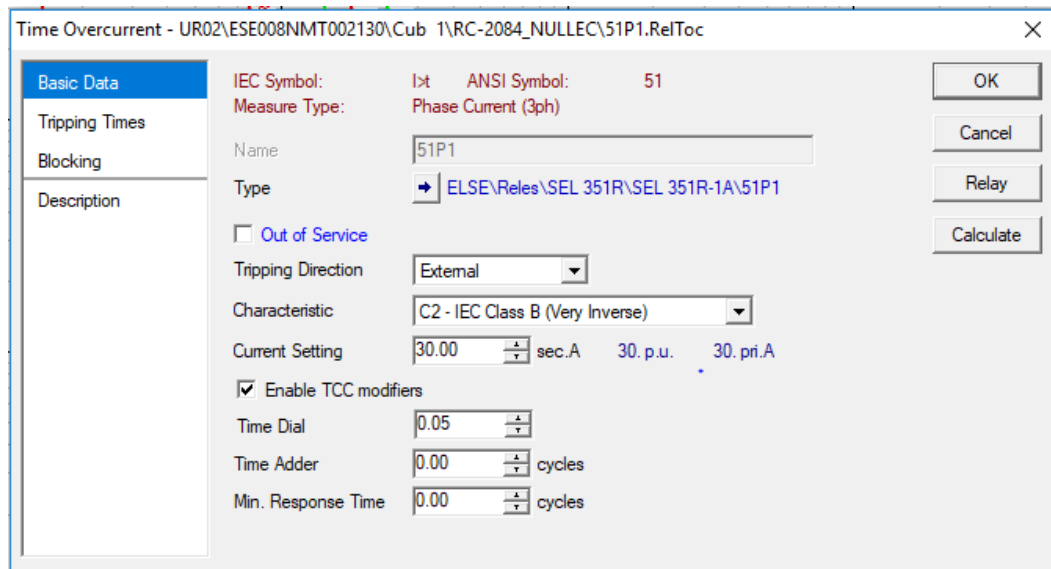 Time Overcurrent - UR02\ESE008NMT002130\Cub 1\RC-2084_NULLEC\51P1.RelToc
Basic Data
Tripping Times
Blocking
Description
IEC Symbol: I>t ANSI Symbol: 51
Measure Type: Phase Current (3ph)
Name 51P1
Type ELSE\Reles\SEL 351R\SEL 351R-1A\51P1
Out of Service
Tripping Direction External
Characteristic C2 - IEC Class B (Very Inverse)
Current Setting 30.00 sec.A 30. p.u. 30. pri.A
Enable TCC modifiers
Time Dial 0.05
Time Adder 0.00 cycles
Min. Response Time 0.00 cycles
OK
Cancel
Relay
Calculate